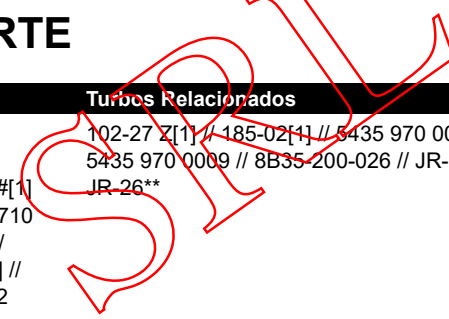 RTE
Turbos Relacionados
102-27 Z[1] // 185-02[1] // 5435 970 00
5435 970 0009 // 8B35-200-026 // JR-
#[1] JR-26**
710
/
] //
2
SRL